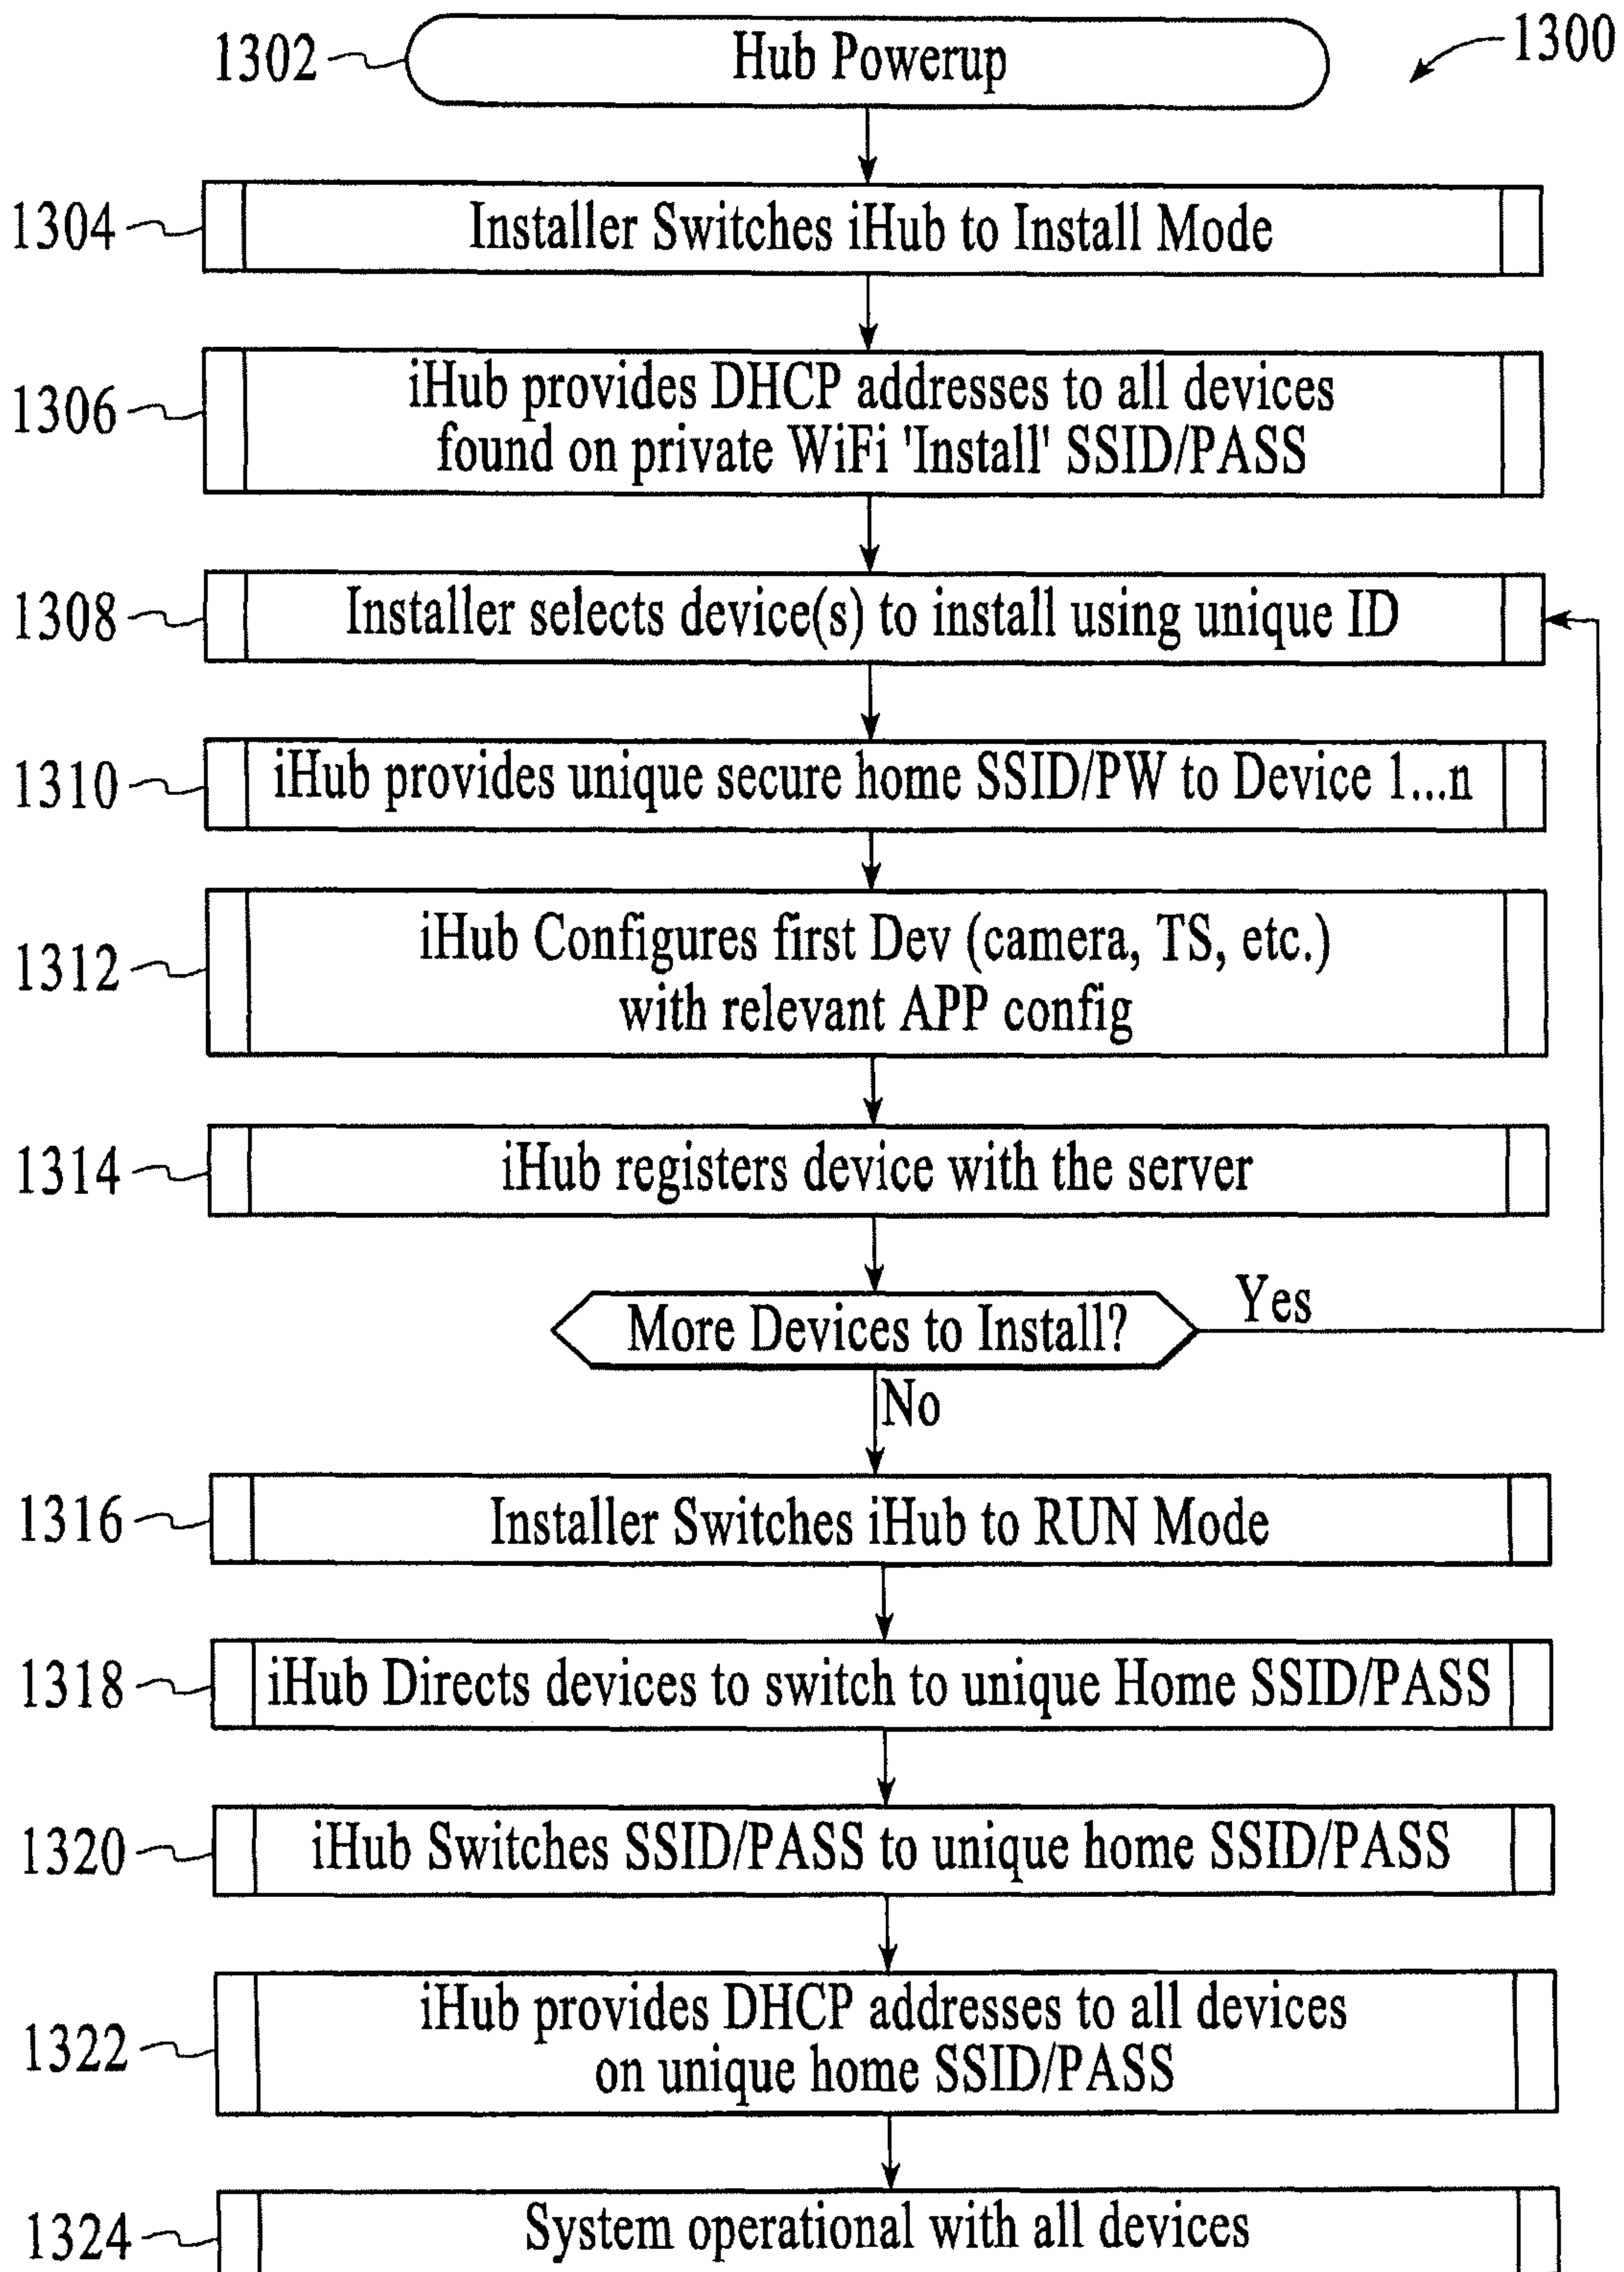 1302
Hub Powerup
1300
1304
Installer Switches iHub to Install Mode
1306
iHub provides DHCP addresses to all devices
found on private WiFi 'Install' SSID/PASS
1308
Installer selects device(s) to install using unique ID
1310
iHub provides unique secure home SSID/PW to Device 1...n
1312
iHub Configures first Dev (camera, TS, etc.)
with relevant APP config
1314
iHub registers device with the server
More Devices to Install?
Yes
No
1316
Installer Switches iHub to RUN Mode
1318
iHub Directs devices to switch to unique Home SSID/PASS
1320
iHub Switches SSID/PASS to unique home SSID/PASS
1322
iHub provides DHCP addresses to all devices
on unique home SSID/PASS
1324
System operational with all devices